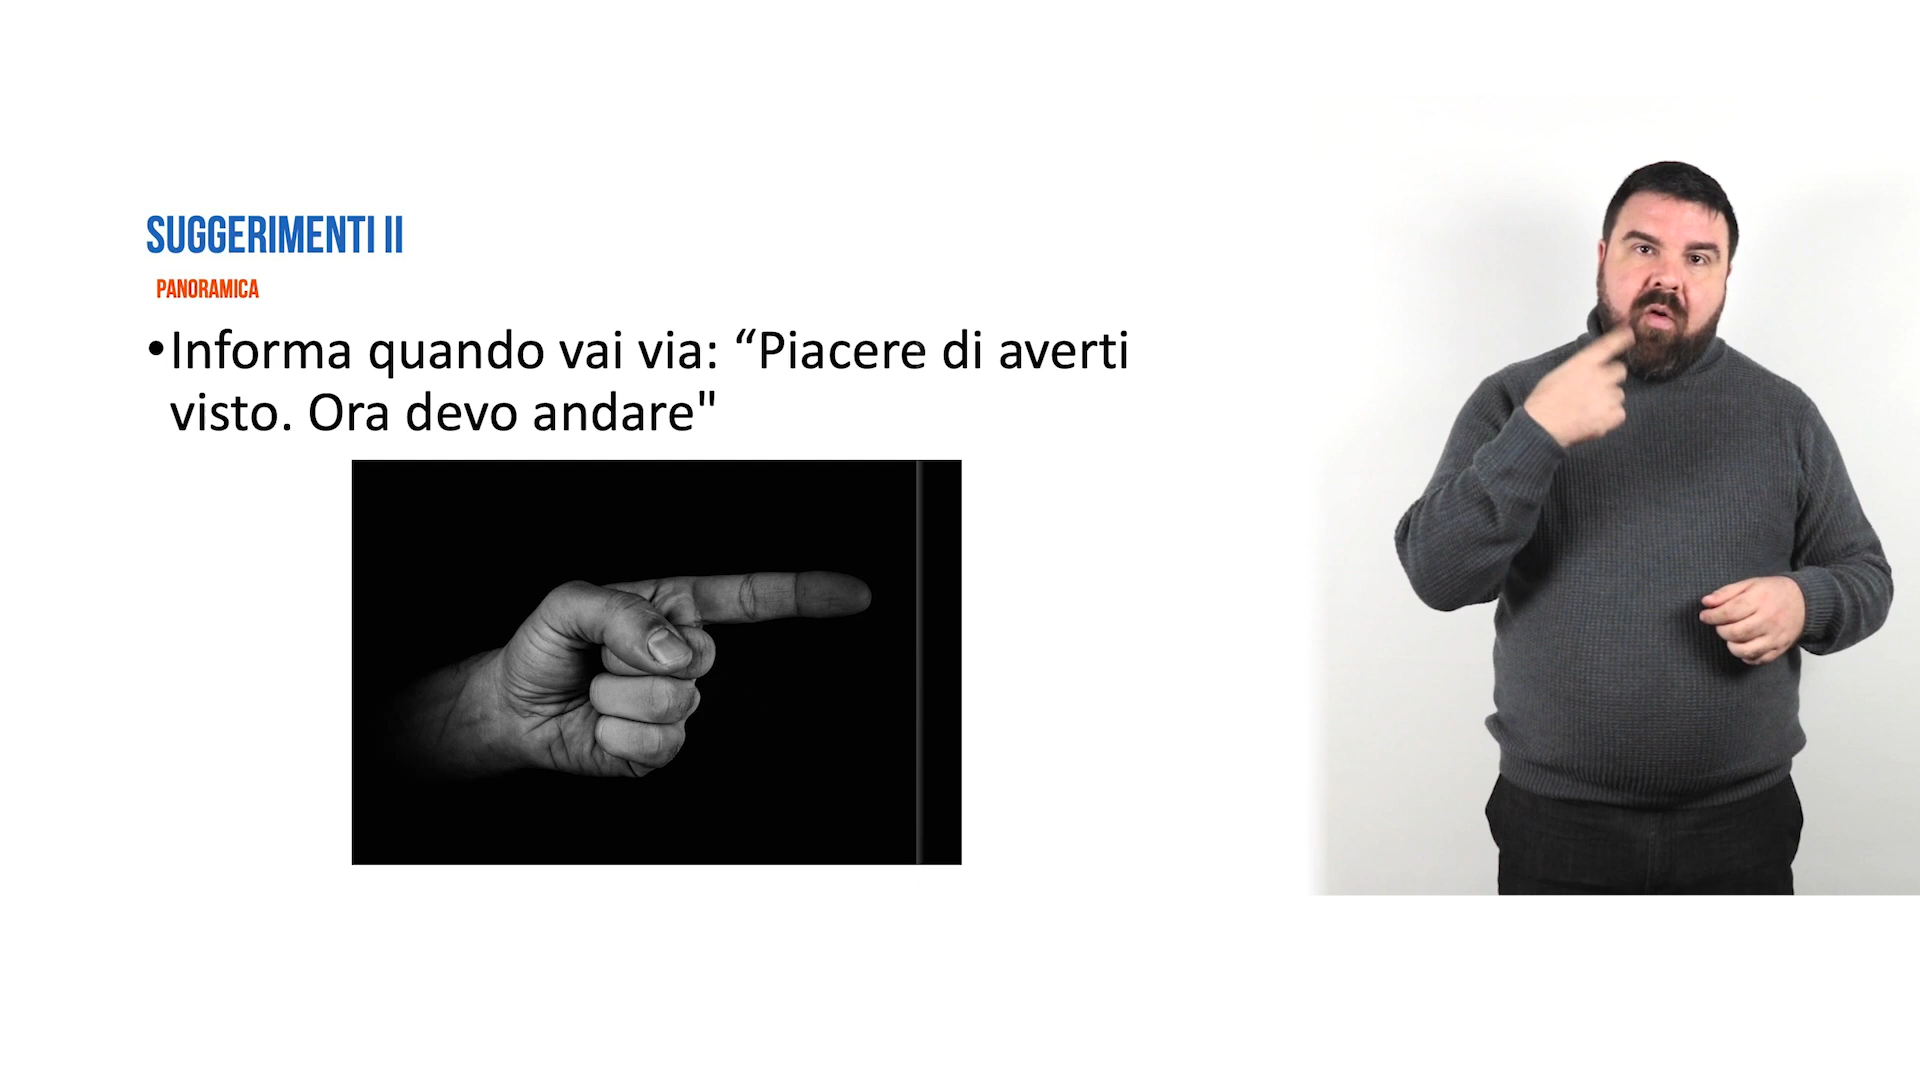 SUGGERIMENTI II
PANORAMICA
•Informa quando vai via: “Piacere di averti
visto. Ora devo andare"